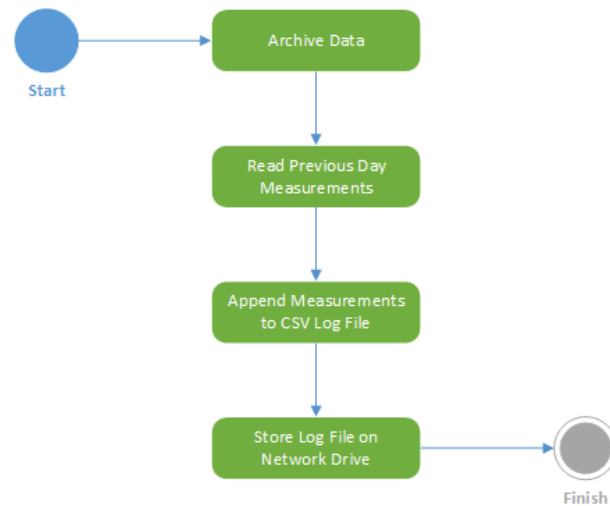 Archive Data
Start
Read Previous Day
Measurements
Append Measurements
to CSV Log File
Store Log File on
Network Drive
Finish